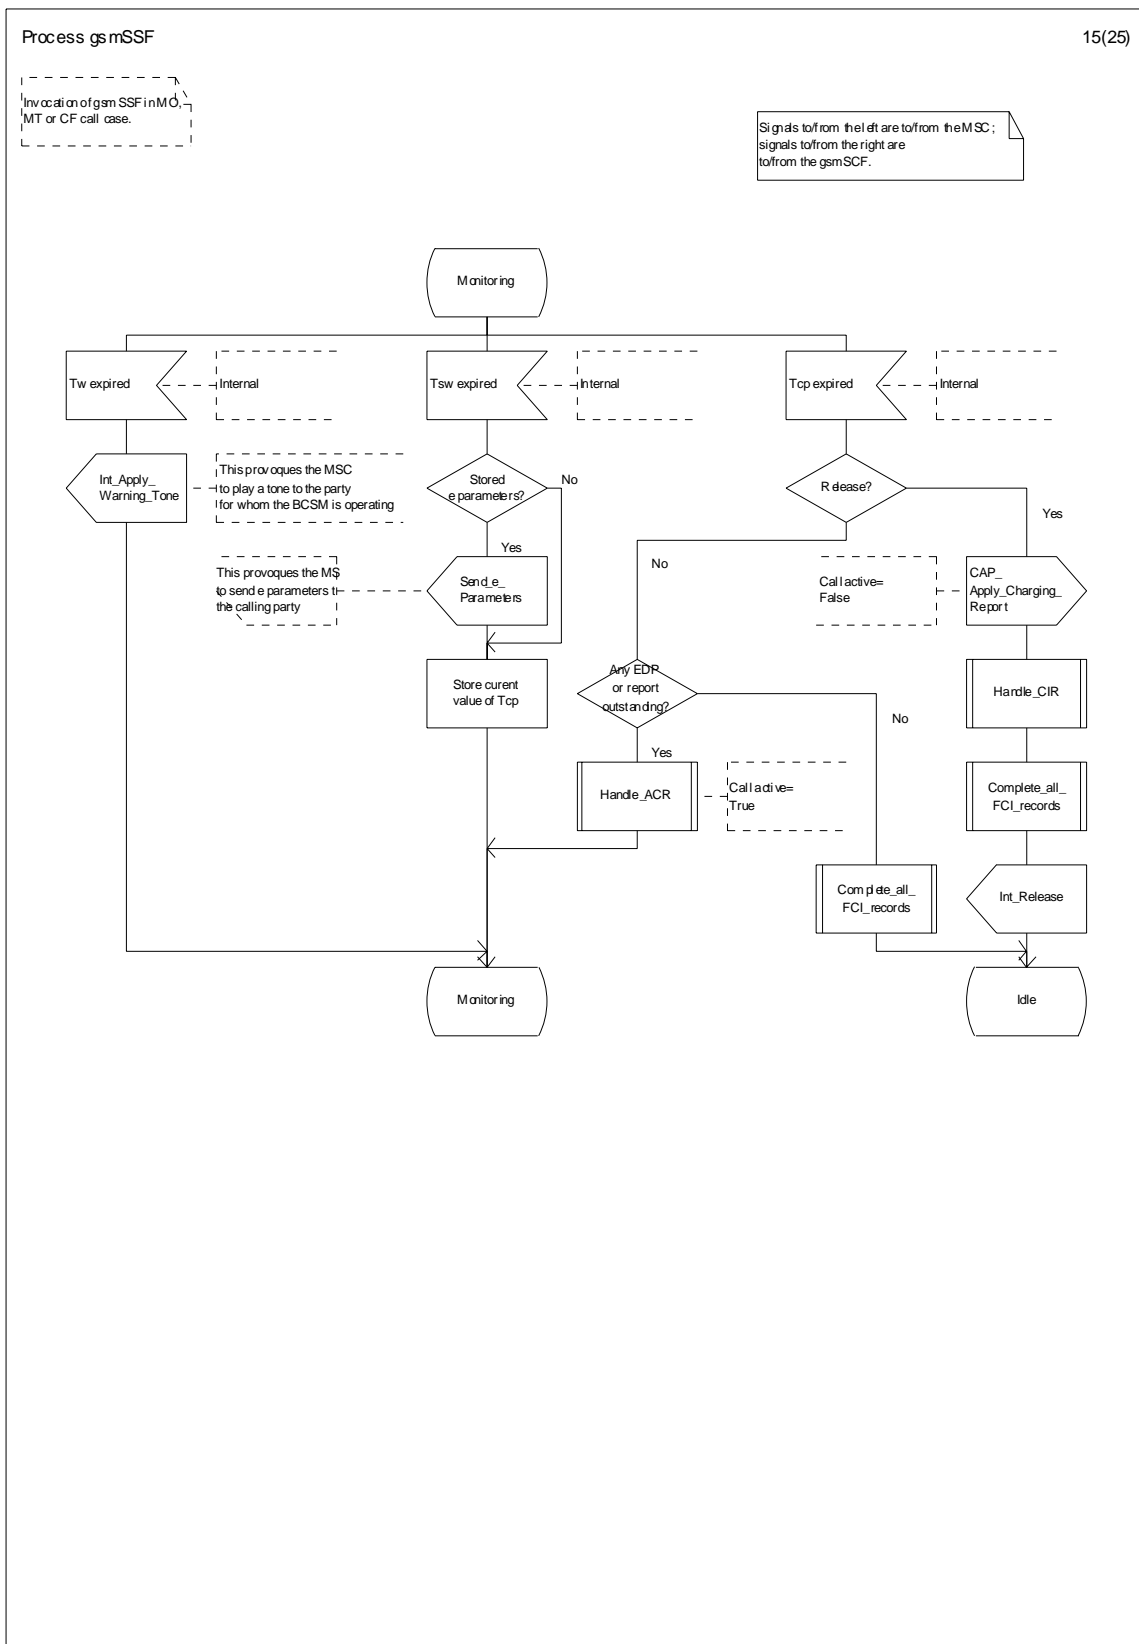 Process gsmSSF
15(25)
Invocation of gsmSSF in MO,
MT or CF call case.
Signals to/from the left are to/from the MSC;
signals to/from the right are
to/from the gsmSCF.
Monitoring
Tw expired
Internal
Tsw expired
Internal
Tcp expired
Internal
Int_Apply_
Warning_Tone
This provoques the MSC
to play a tone to the party
for whom the BCSM is operating
Stored
e parameters?
No
Release?
Yes
Yes
No
This provoques the MS
to send e parameters t
the calling party
Send_e_
Parameters
Call active=
False
CAP_
Apply_Charging_
Report
Store curent
value of Tcp
Any EDP
or report
outstanding?
No
Handle_CIR
Yes
Handle_ACR
Call active=
True
Complete_all_
FCI_records
Complete_all_
FCI_records
Int_Release
Monitoring
Idle